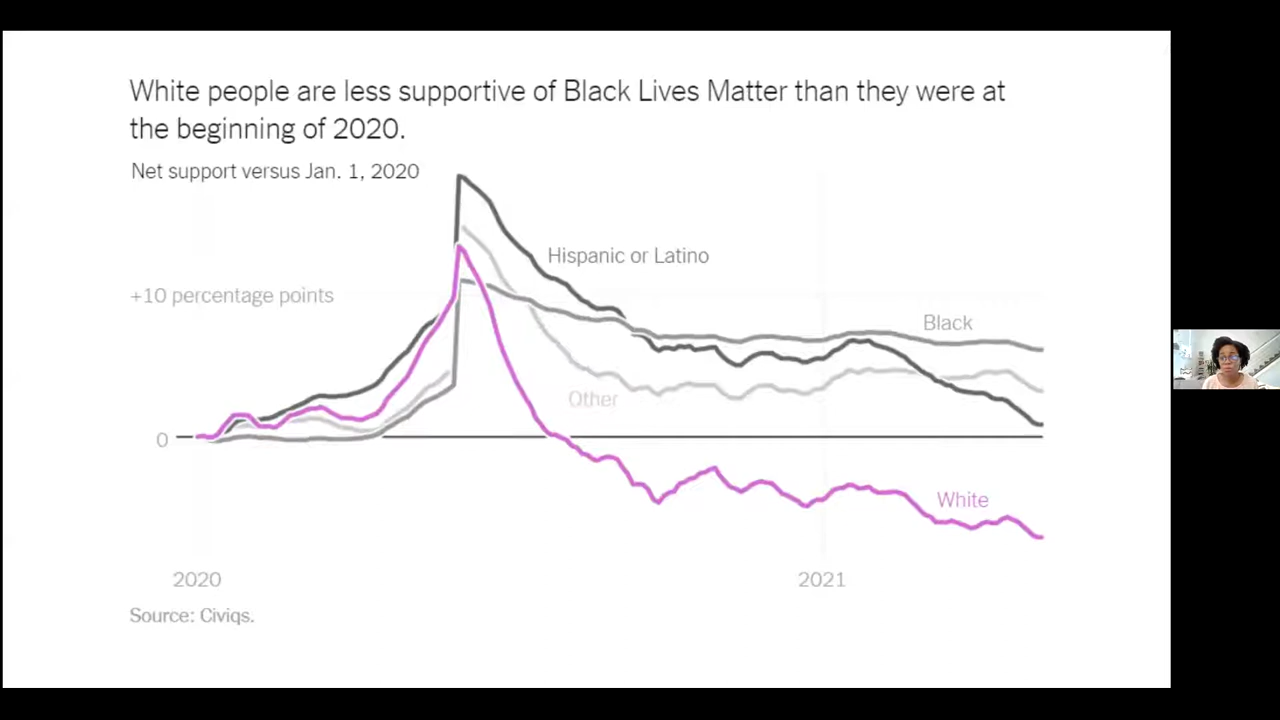 White people are less supportive of Black Lives Matter than they were at
the beginning of 2020.
Net support versus Jan. 1, 2020
Hispanic or Latino
+10 percentage points
Black
Other
0
White
2020
2021
Source: Civiqs.